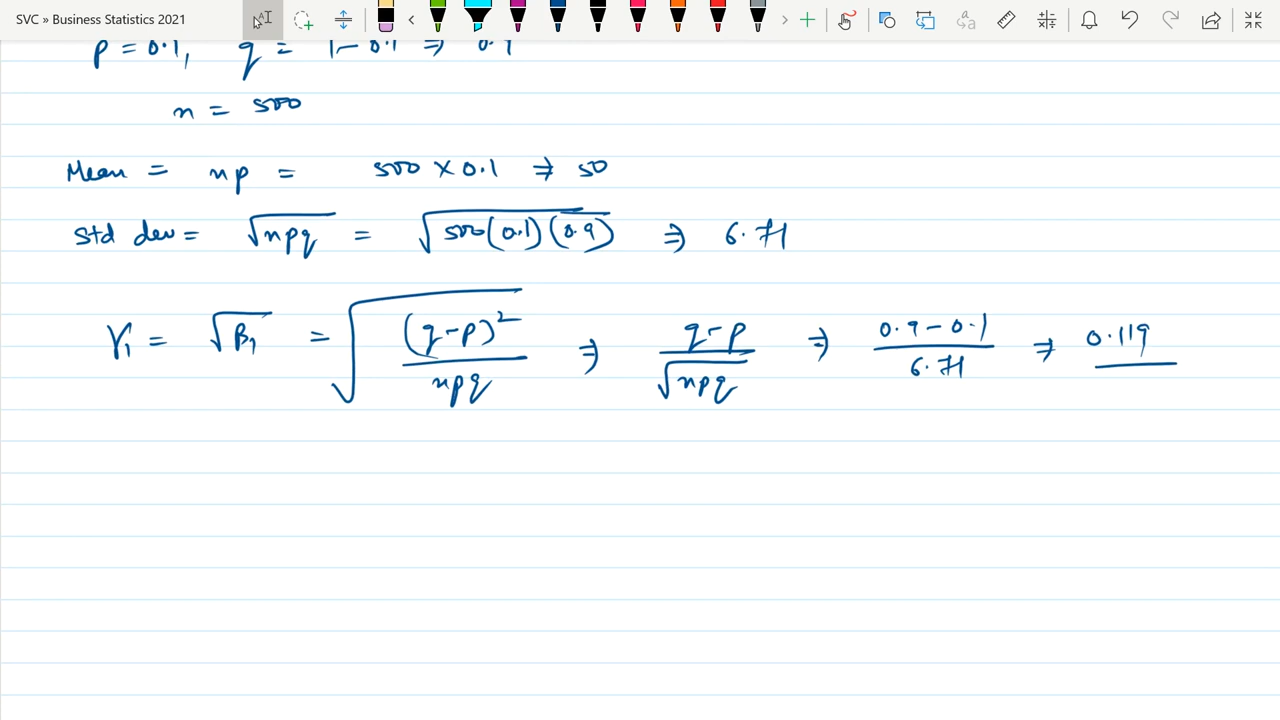 SVC » Business Statistics 2021
p = 0.1, q = 1 - 0.1 ⇒ 0.9
n = 500
Mean = np = 500 × 0.1 ⇒ 50
Std dev = √npq = √500(0.1)(0.9) ⇒ 6.71
γ₁ = √β₁ = √(q-p)²/npq ⇒ q-p/√npq ⇒ 0.9-0.1/6.71 ⇒ 0.119